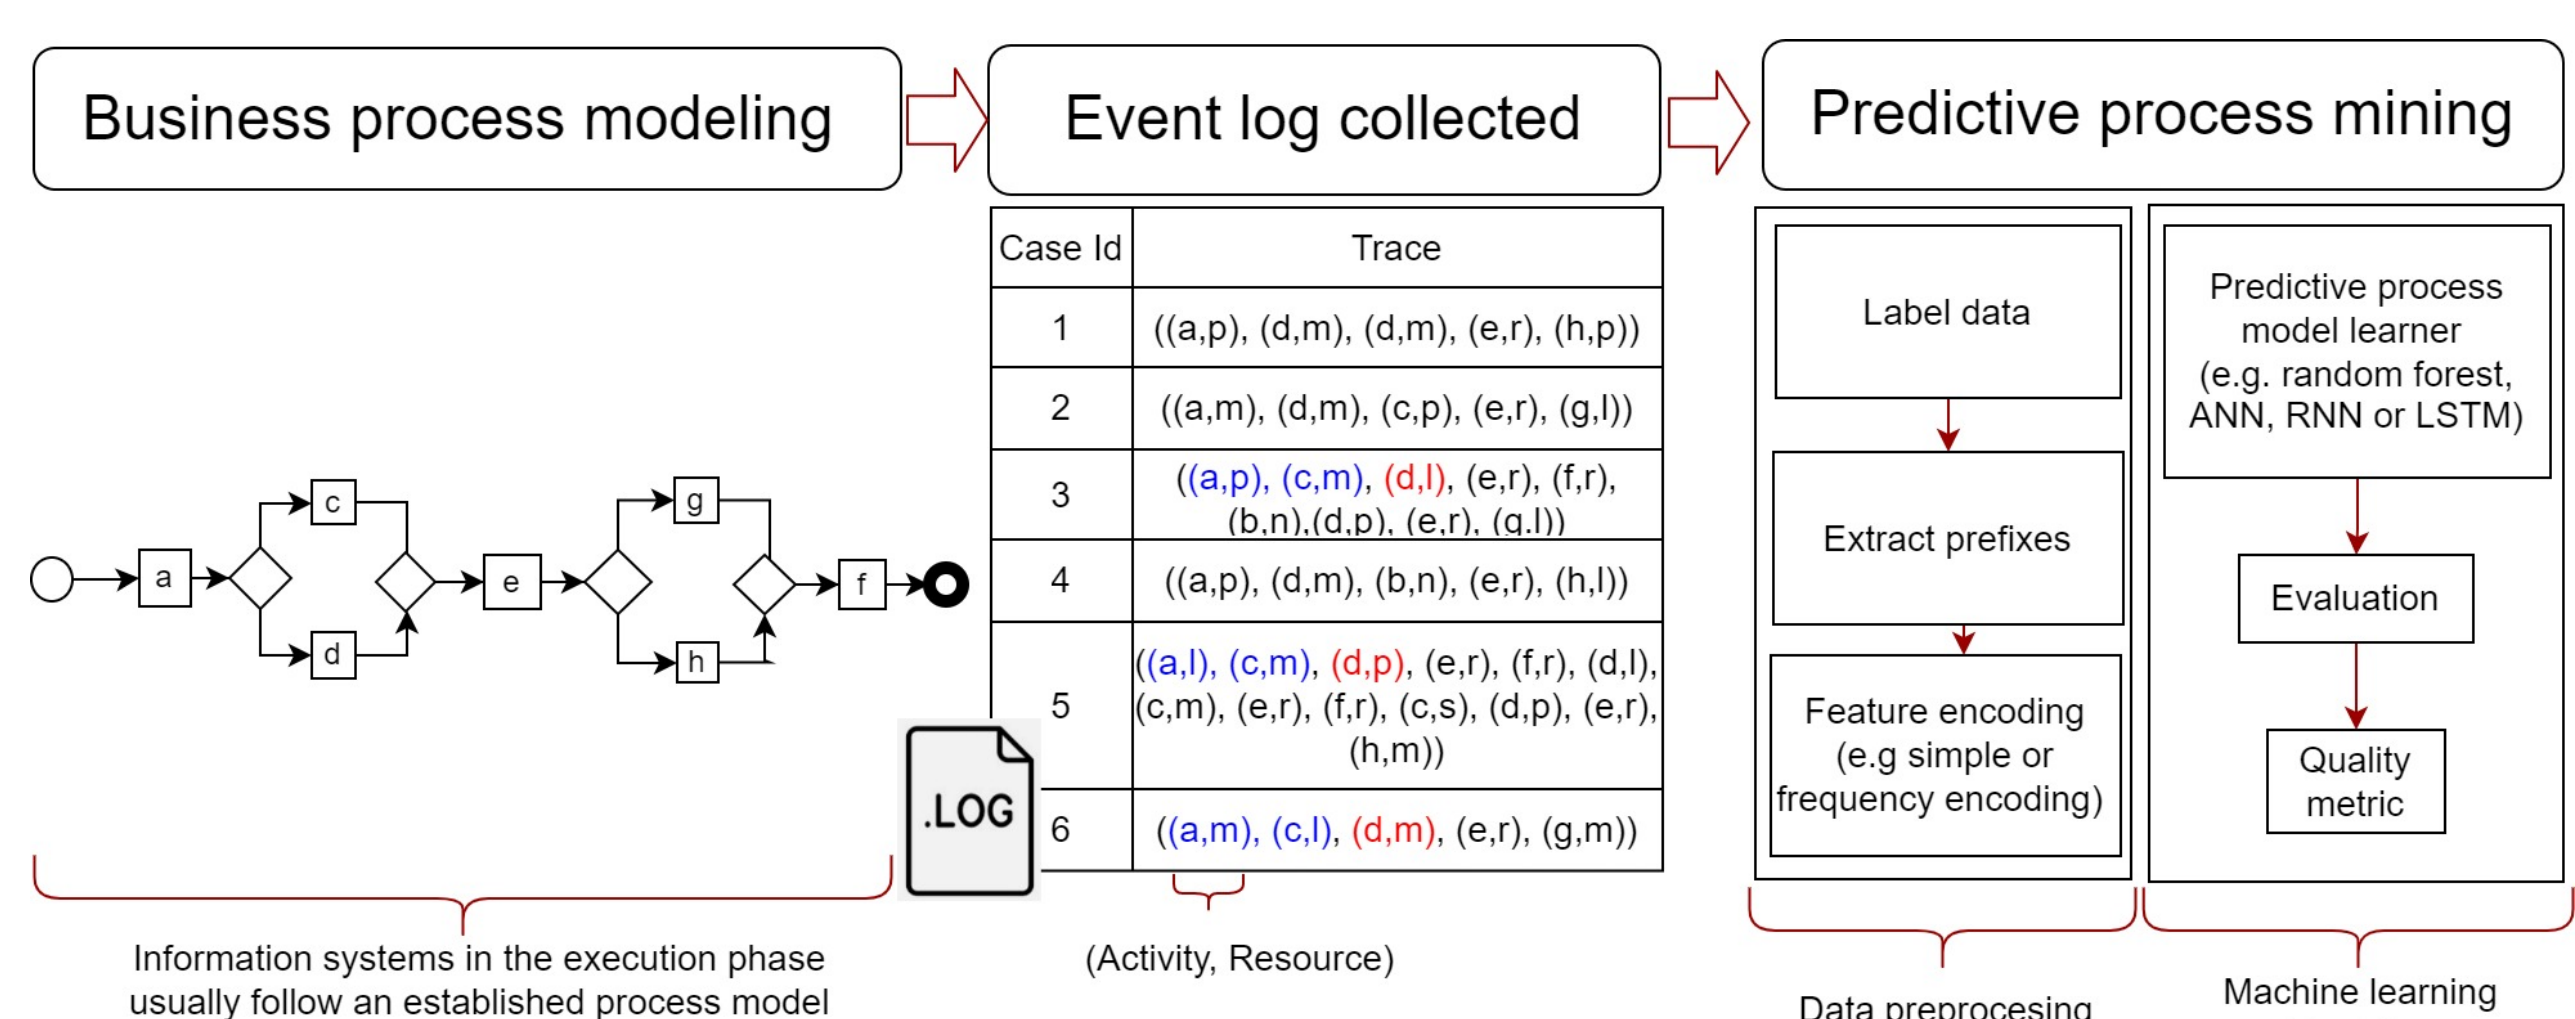 Business process modeling
Event log collected
Predictive process mining
a
c
d
e
g
h
f
Case Id
Trace
1
((a,p), (d,m), (d,m), (e,r), (h,p))
2
((a,m), (d,m), (c,p), (e,r), (g,l))
3
((a,p), (c,m), (d,l), (e,r), (f,r),
(b,n),(d,p), (e,r), (g,l))
4
((a,p), (d,m), (b,n), (e,r), (h,l))
5
((a,l), (c,m), (d,p), (e,r), (f,r), (d,l),
(c,m), (e,r), (f,r), (c,s), (d,p), (e,r),
(h,m))
6
((a,m), (c,l), (d,m), (e,r), (g,m))
.LOG
Information systems in the execution phase
usually follow an established process model
(Activity, Resource)
Label data
Extract prefixes
Feature encoding
(e.g simple or
frequency encoding)
Data preprocesing
Predictive process
model learner
(e.g. random forest,
ANN, RNN or LSTM)
Evaluation
Quality
metric
Machine learning